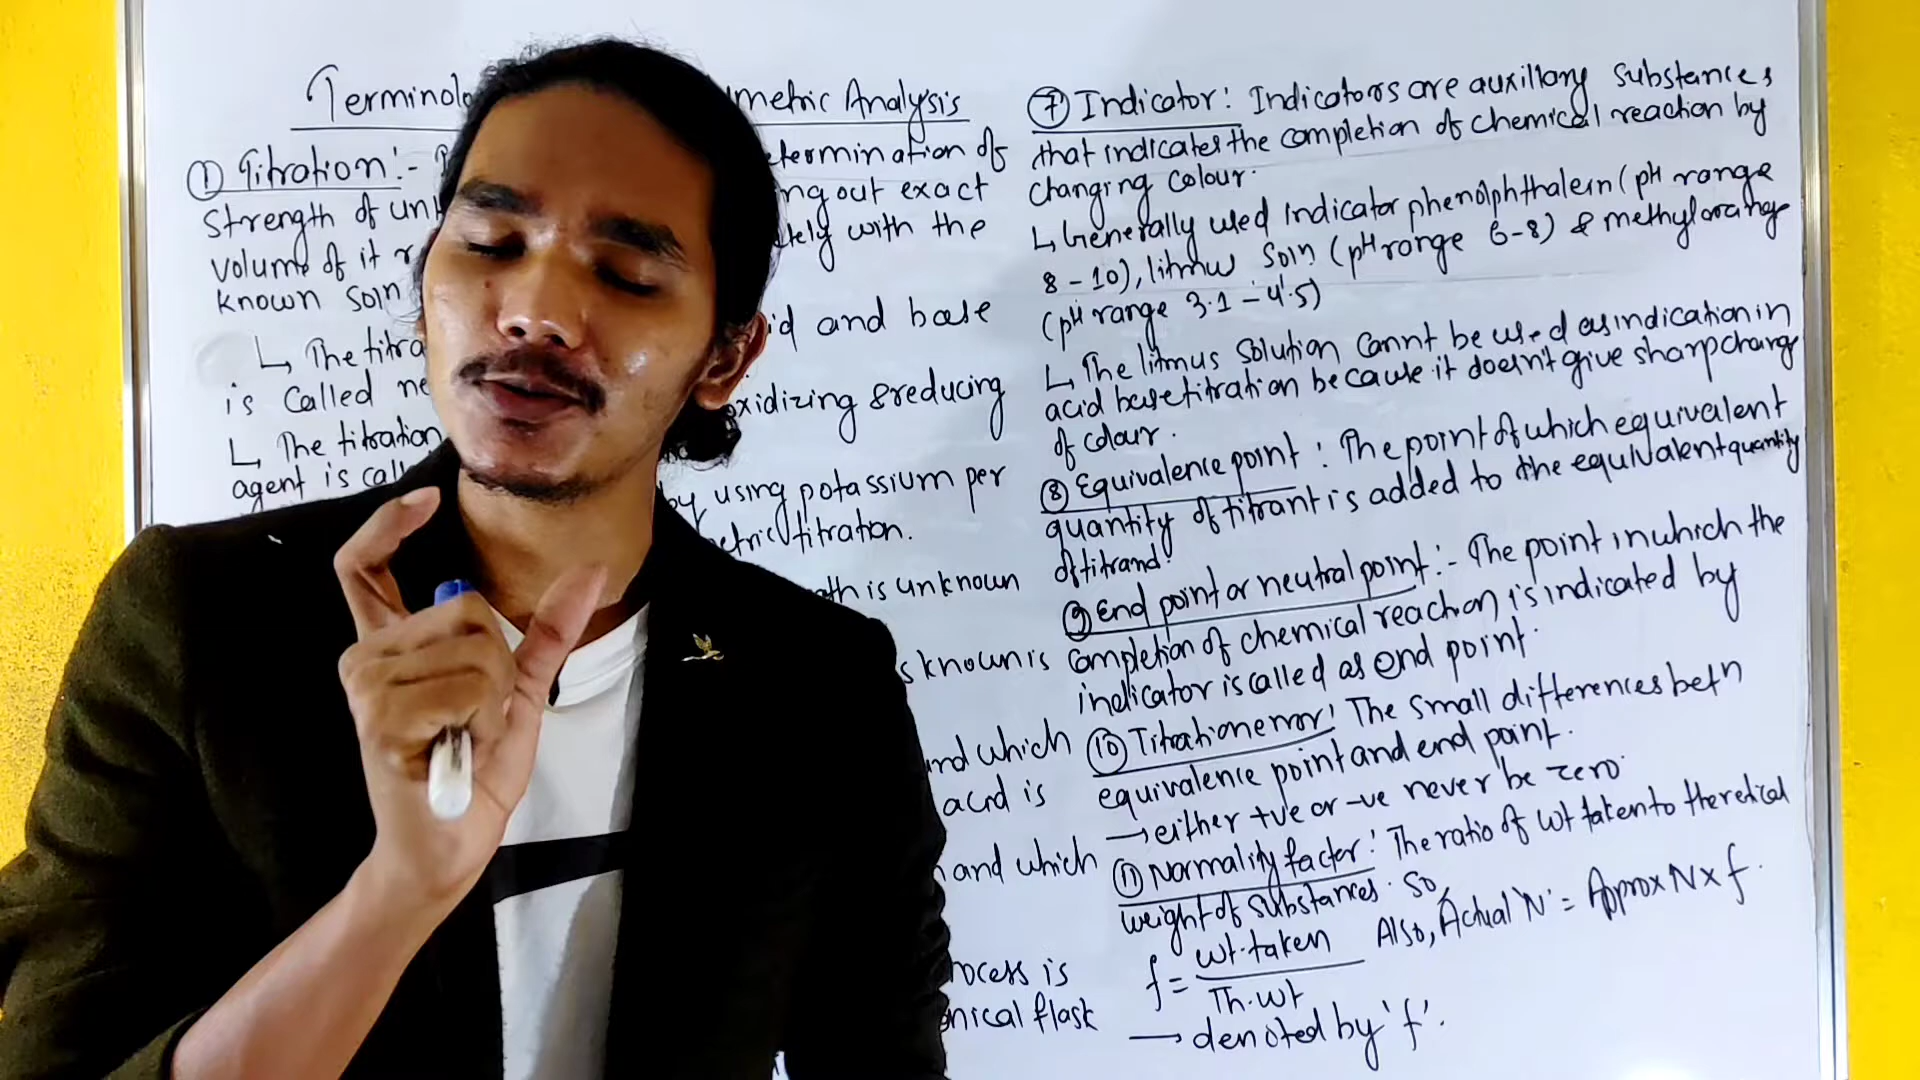 Terminolo metric Analysis
① Titration:- termination of
Strength of un ng out exact
volume of it r tely with the
known soln
id and base
↳ The titra
is called ne oxidizing & reducing
↳ The titration
agent is cal by using potassium per
etric titration.
gth is unknown
s known is
and which
acid is
and which
rocess is
nical flask
⑦ Indicator: Indicators are auxillary substances
that indicates the completion of chemical reaction by
changing colour.
↳ Generally used indicator phenolphthalein (pH range
8 - 10), litmus soln (pH range 6-8) & methyl orange
(pH range 3.1 - 4.5)
↳ The litmus solution cannt be used as indication in
acid base titration because it doesn't give sharp change
of colour.
⑧ Equivalence point : The point of which equivalent
quantity of titrant is added to the equivalent quantity
of titrand.
⑨ End point or neutral point:- The point in which the
completion of chemical reaction is indicated by
indicator is called as end point.
⑩ Titration error: The small differences betn
equivalence point and end point.
→ either +ve or -ve never be zero.
⑪ Normality factor: The ratio of wt taken to theretical
weight of substances. So,
f = wt. taken / Th. wt Also, Actual 'N' = Approx N x f.
→ denoted by 'f'.